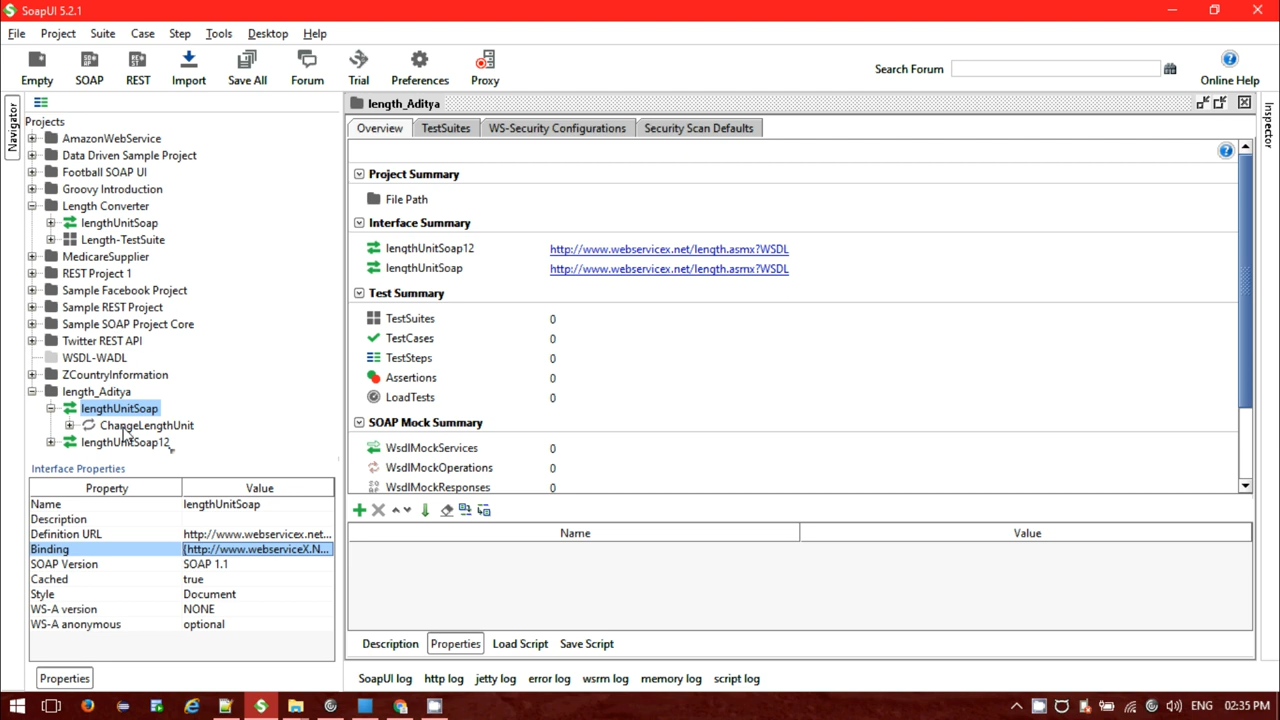 SoapUI 5.2.1
File Project Suite Case Step Tools Desktop Help
Empty SOAP REST Import Save All Forum Trial Preferences Proxy Search Forum Online Help
Navigator
Projects
AmazonWebService
Data Driven Sample Project
Football SOAP UI
Groovy Introduction
Length Converter
lengthUnitSoap
Length-TestSuite
MedicareSupplier
REST Project 1
Sample Facebook Project
Sample REST Project
Sample SOAP Project Core
Twitter REST API
WSDL-WADL
ZCountryInformation
length_Aditya
lengthUnitSoap
ChangeLengthUnit
lengthUnitSoap12
Interface Properties
Property Value
Name lengthUnitSoap
Description
Definition URL http://www.webservicex.net...
Binding {http://www.webserviceX.N...
SOAP Version SOAP 1.1
Cached true
Style Document
WS-A version NONE
WS-A anonymous optional
Properties
length_Aditya
Overview TestSuites WS-Security Configurations Security Scan Defaults
Project Summary
File Path
Interface Summary
lengthUnitSoap12 http://www.webservicex.net/length.asmx?WSDL
lengthUnitSoap http://www.webservicex.net/length.asmx?WSDL
Test Summary
TestSuites 0
TestCases 0
TestSteps 0
Assertions 0
LoadTests 0
SOAP Mock Summary
WsdlMockServices 0
WsdlMockOperations 0
WsdlMockResponses 0
Name Value
Description Properties Load Script Save Script
SoapUI log http log jetty log error log wsrm log memory log script log
Inspector
ENG 02:35 PM